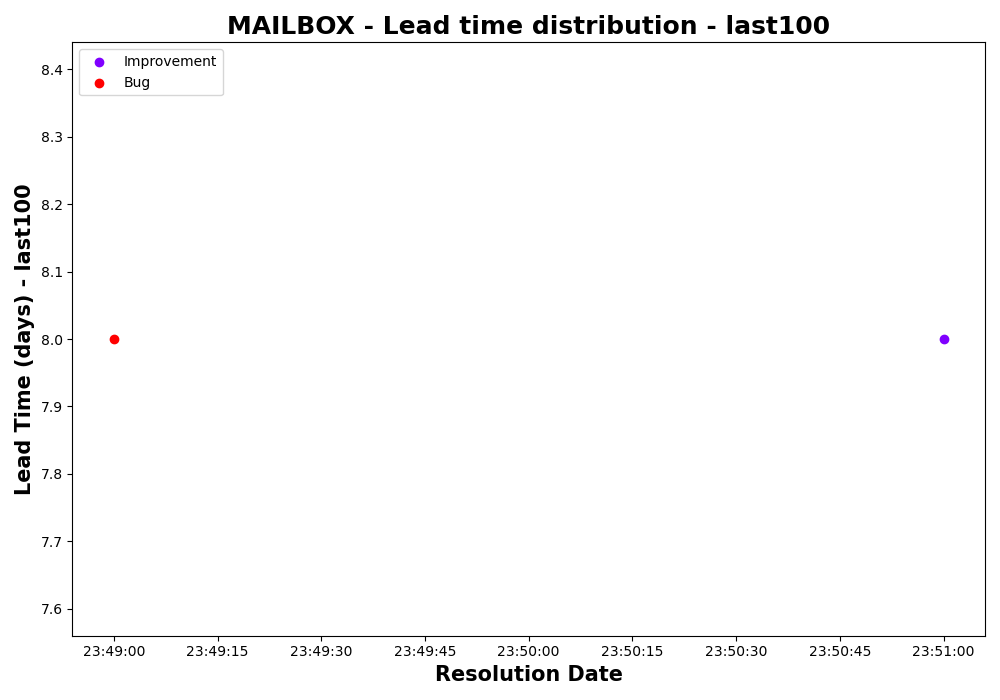 MAILBOX - Lead time distribution - last100
Improvement
Bug
Lead Time (days) - last100
8.4
8.3
8.2
8.1
8.0
7.9
7.8
7.7
7.6
23:49:00 23:49:15 23:49:30 23:49:45 23:50:00 23:50:15 23:50:30 23:50:45 23:51:00
Resolution Date